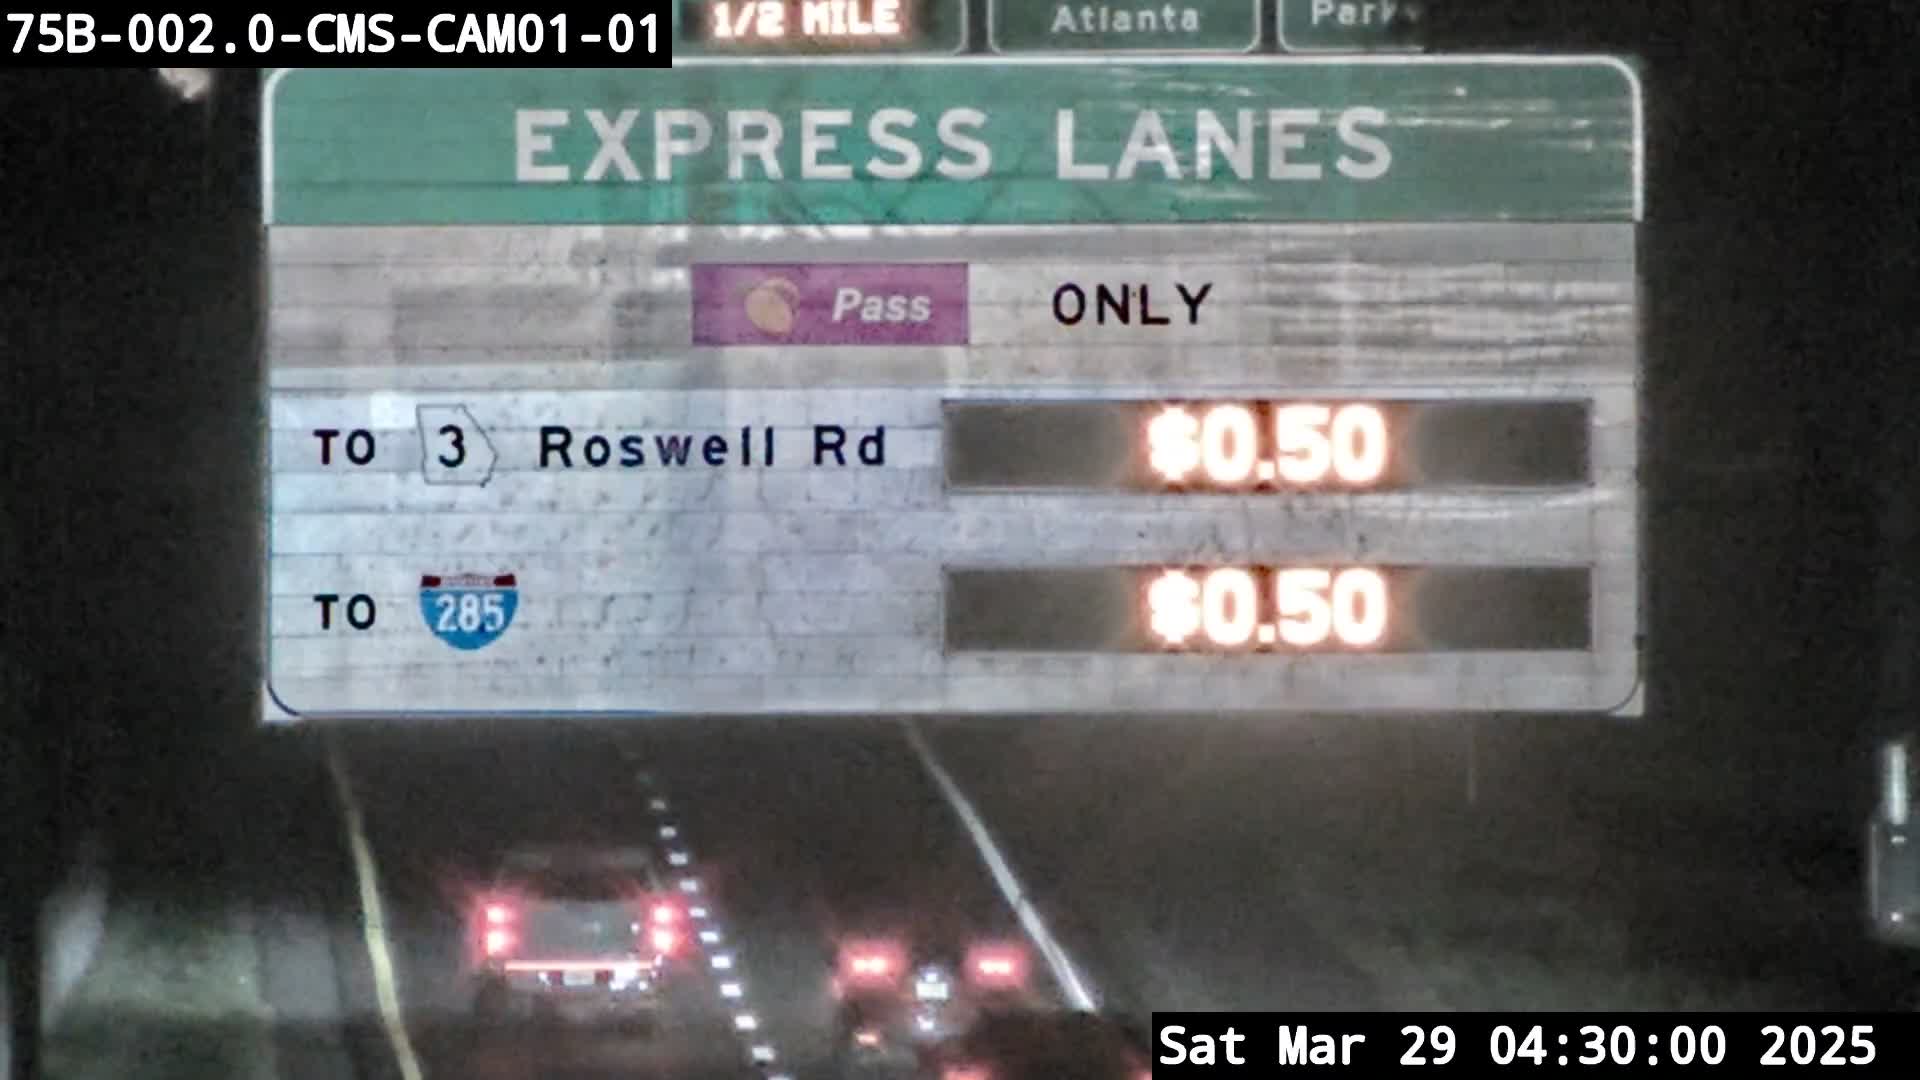 75B-002.0-CMS-CAM01-01
1/2 MILE
Atlanta
EXPRESS LANES
Pass ONLY
TO 3 Roswell Rd $0.50
TO 285 $0.50
Sat Mar 29 04:30:00 2025